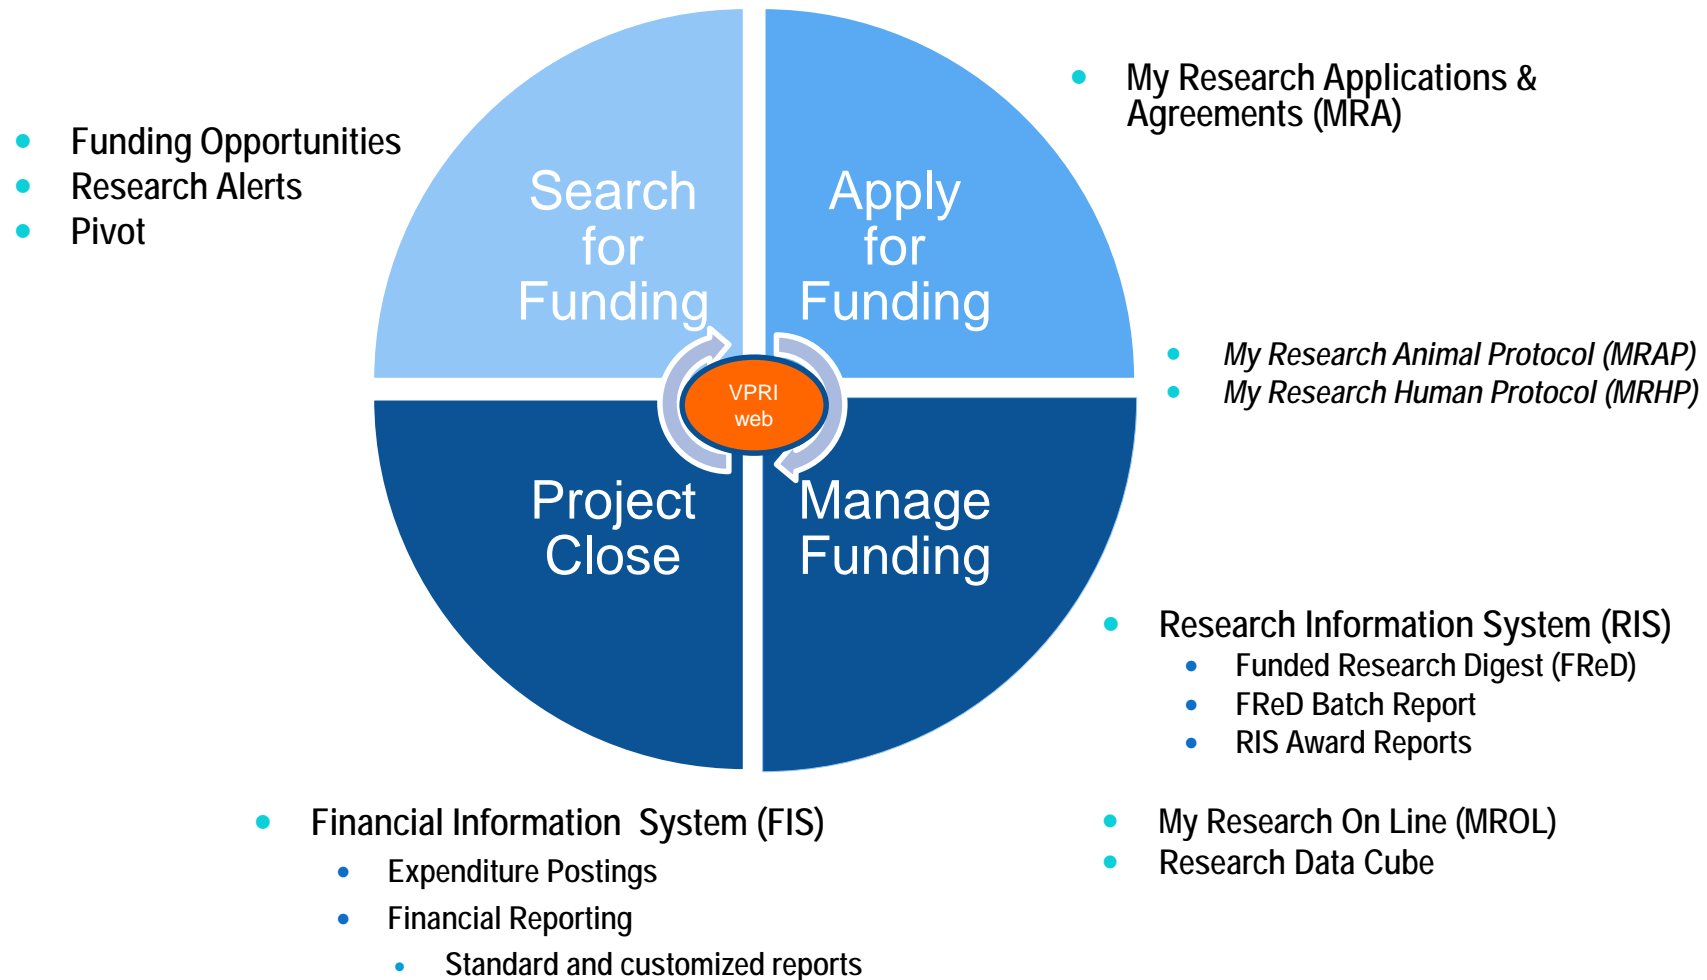 Funding Opportunities
Research Alerts
Pivot
Search
for
Funding
Apply
for
Funding
My Research Applications &
Agreements (MRA)
My Research Animal Protocol (MRAP)
My Research Human Protocol (MRHP)
VPRI
web
Project
Close
Manage
Funding
Research Information System (RIS)
Funded Research Digest (FReD)
FReD Batch Report
RIS Award Reports
My Research On Line (MROL)
Research Data Cube
Financial Information System (FIS)
Expenditure Postings
Financial Reporting
Standard and customized reports